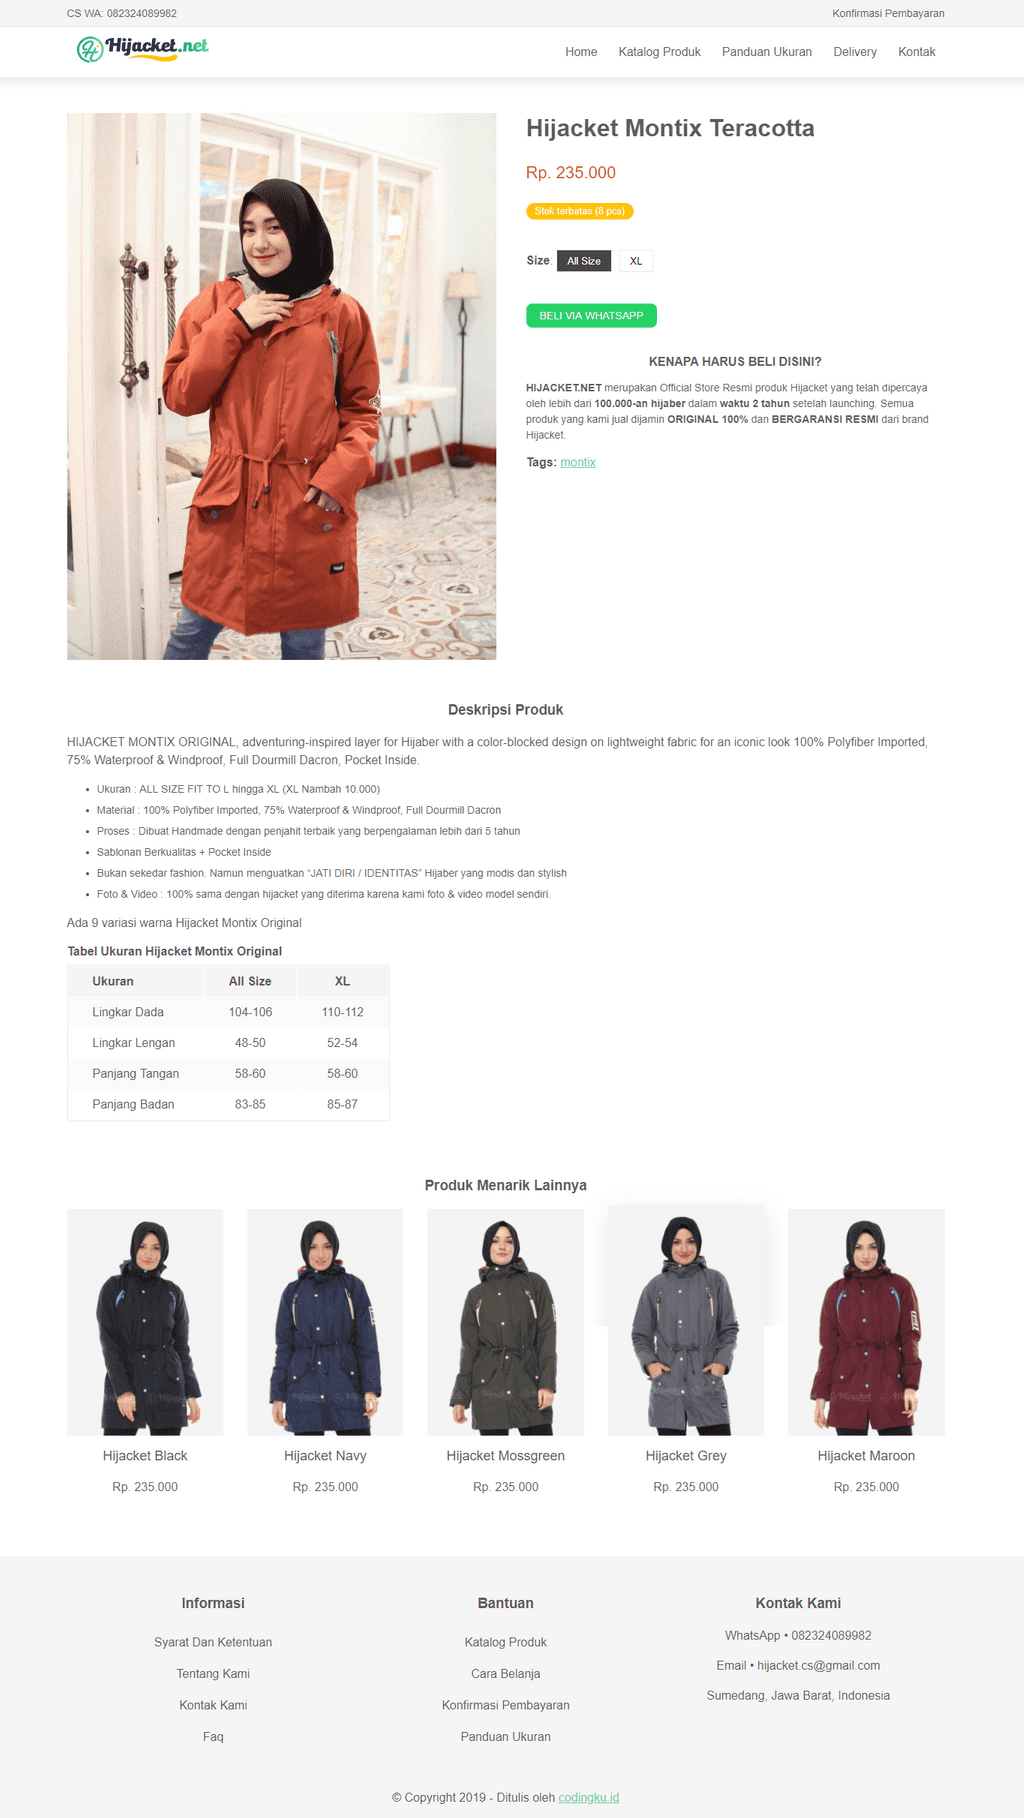 CS WA: 082324089982
Konfirmasi Pembayaran
Hijacket.net
Home
Katalog Produk
Panduan Ukuran
Delivery
Kontak
Hijacket Montix Teracotta
Rp. 235.000
Stok terbatas (8 pcs)
Size: All Size XL
BELI VIA WHATSAPP
KENAPA HARUS BELI DISINI?
HIJACKET.NET merupakan Official Store Resmi produk Hijacket yang telah dipercaya
oleh lebih dari 100.000-an hijaber dalam waktu 2 tahun setelah launching. Semua
produk yang kami jual dijamin ORIGINAL 100% dan BERGARANSI RESMI dari brand
Hijacket.
Tags: montix
Deskripsi Produk
HIJACKET MONTIX ORIGINAL, adventuring-inspired layer for Hijaber with a color-blocked design on lightweight fabric for an iconic look 100% Polyfiber Imported,
75% Waterproof & Windproof, Full Dourmill Dacron, Pocket Inside.
• Ukuran : ALL SIZE FIT TO L hingga XL (XL Nambah 10.000)
• Material : 100% Polyfiber Imported, 75% Waterproof & Windproof, Full Dourmill Dacron
• Proses : Dibuat Handmade dengan penjahit terbaik yang berpengalaman lebih dari 5 tahun
• Sablonan Berkualitas + Pocket Inside
• Bukan sekedar fashion. Namun menguatkan “JATI DIRI / IDENTITAS” Hijaber yang modis dan stylish
• Foto & Video : 100% sama dengan hijacket yang diterima karena kami foto & video model sendiri.
Ada 9 variasi warna Hijacket Montix Original
Tabel Ukuran Hijacket Montix Original
Ukuran All Size XL
Lingkar Dada 104-106 110-112
Lingkar Lengan 48-50 52-54
Panjang Tangan 58-60 58-60
Panjang Badan 83-85 85-87
Produk Menarik Lainnya
Hijacket Black
Rp. 235.000
Hijacket Navy
Rp. 235.000
Hijacket Mossgreen
Rp. 235.000
Hijacket Grey
Rp. 235.000
Hijacket Maroon
Rp. 235.000
Informasi
Syarat Dan Ketentuan
Tentang Kami
Kontak Kami
Faq
Bantuan
Katalog Produk
Cara Belanja
Konfirmasi Pembayaran
Panduan Ukuran
Kontak Kami
WhatsApp • 082324089982
Email • hijacket.cs@gmail.com
Sumedang, Jawa Barat, Indonesia
© Copyright 2019 - Ditulis oleh codingku.id